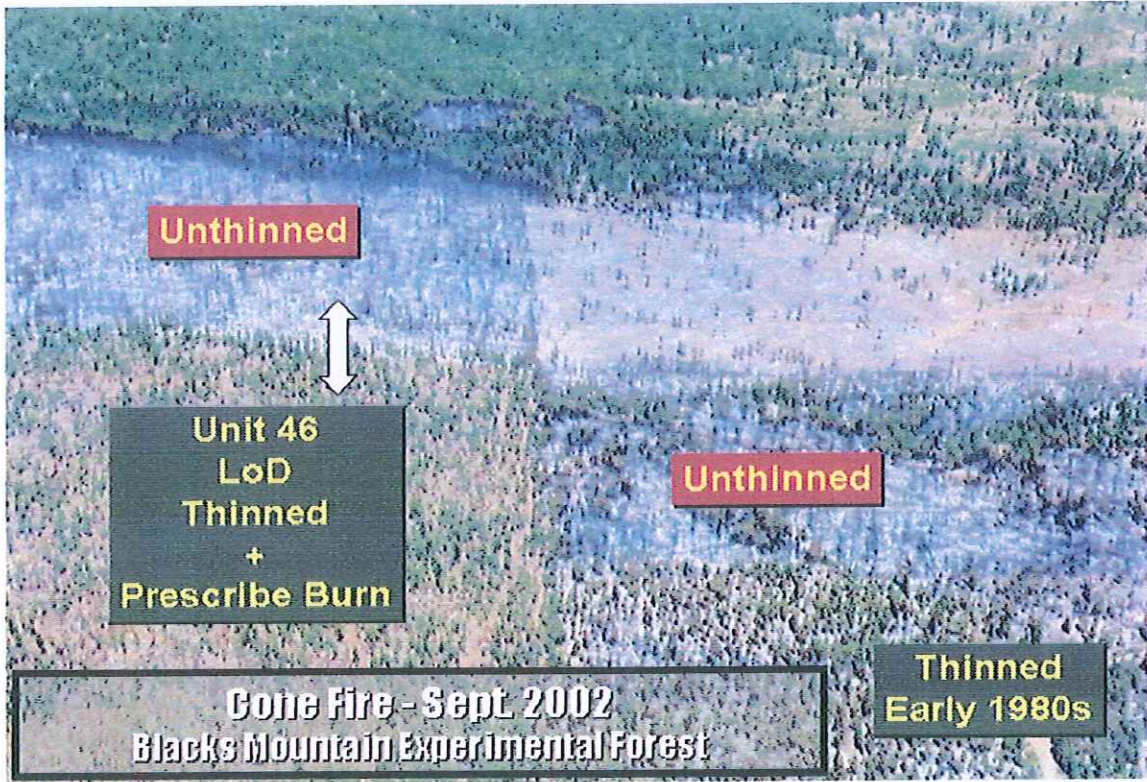 Unthinned
Unit 46
LoD
Thinned
+
Prescribe Burn
Unthinned
Thinned
Early 1980s
Cone Fire - Sept. 2002
Blacks Mountain Experimental Forest